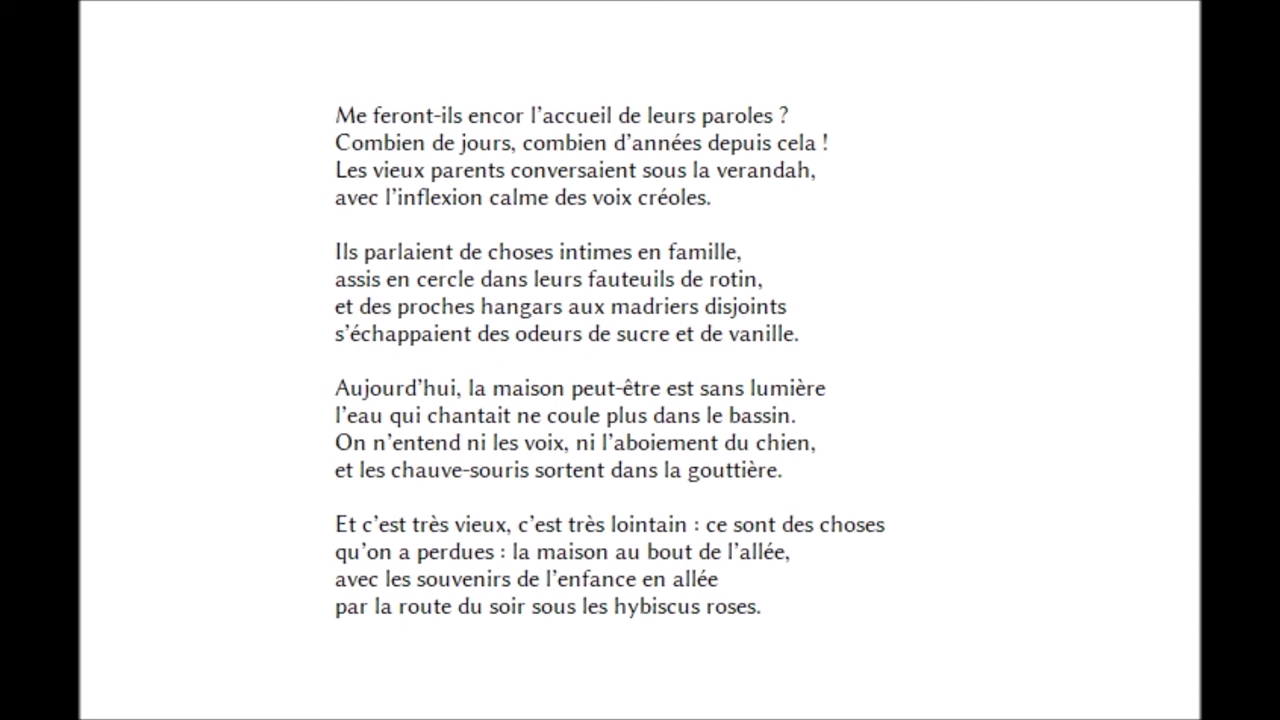 Me feront-ils encor l’accueil de leurs paroles ?
Combien de jours, combien d’années depuis cela !
Les vieux parents conversaient sous la verandah,
avec l’inflexion calme des voix créoles.
Ils parlaient de choses intimes en famille,
assis en cercle dans leurs fauteuils de rotin,
et des proches hangars aux madriers disjoints
s’échappaient des odeurs de sucre et de vanille.
Aujourd’hui, la maison peut-être est sans lumière
l’eau qui chantait ne coule plus dans le bassin.
On n’entend ni les voix, ni l’aboiement du chien,
et les chauve-souris sortent dans la gouttière.
Et c’est très vieux, c’est très lointain : ce sont des choses
qu’on a perdues : la maison au bout de l’allée,
avec les souvenirs de l’enfance en allée
par la route du soir sous les hybiscus roses.